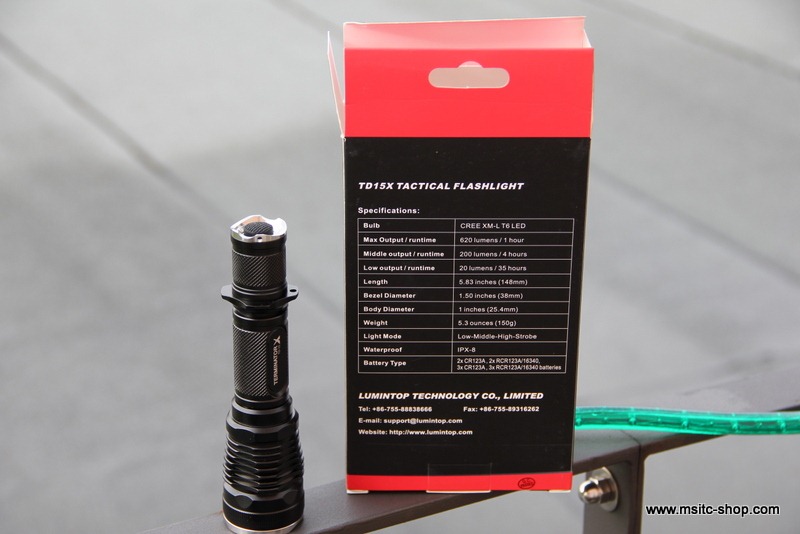 TD15X TACTICAL FLASHLIGHT
Specifications:
Bulb CREE XM-L T6 LED
Max Output / runtime 620 lumens / 1 hour
Middle output / runtime 200 lumens / 4 hours
Low output / runtime 20 lumens / 35 hours
Length 5.83 inches (148mm)
Bezel Diameter 1.50 inches (38mm)
Body Diameter 1 inches (25.4mm)
Weight 5.3 ounces (150g)
Light Mode Low-Middle-High-Strobe
Waterproof IPX-8
Battery Type 2x CR123A , 2x RCR123A/16340,
3x CR123A , 3x RCR123A/16340 batteries
LUMINTOP TECHNOLOGY CO., LIMITED
Tel: +86-755-88838666 Fax: +86-755-89316262
E-mail: support@lumintop.com
Website: http://www.lumintop.com
TERMINATOR X
www.msitc-shop.com